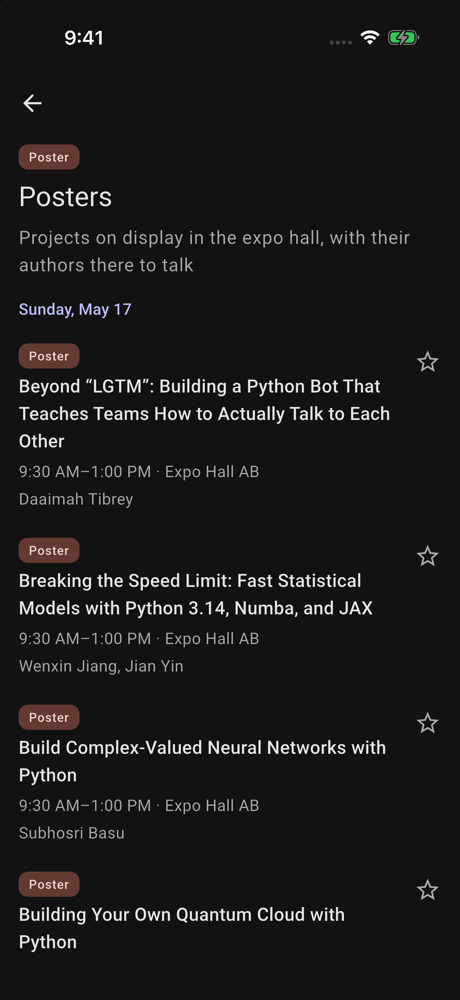 9:41
Poster
Posters
Projects on display in the expo hall, with their
authors there to talk
Sunday, May 17
Poster
Beyond “LGTM”: Building a Python Bot That
Teaches Teams How to Actually Talk to Each
Other
9:30 AM–1:00 PM · Expo Hall AB
Daaimah Tibrey
Poster
Breaking the Speed Limit: Fast Statistical
Models with Python 3.14, Numba, and JAX
9:30 AM–1:00 PM · Expo Hall AB
Wenxin Jiang, Jian Yin
Poster
Build Complex-Valued Neural Networks with
Python
9:30 AM–1:00 PM · Expo Hall AB
Subhosri Basu
Poster
Building Your Own Quantum Cloud with
Python